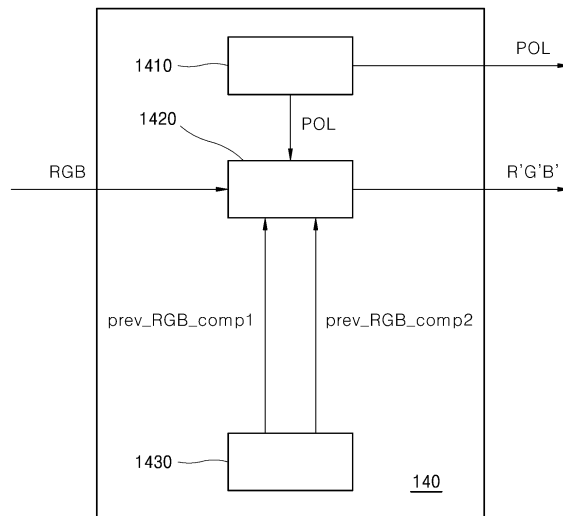 1410
POL
1420
POL
RGB
R'G'B'
prev_RGB_comp1
prev_RGB_comp2
1430
140